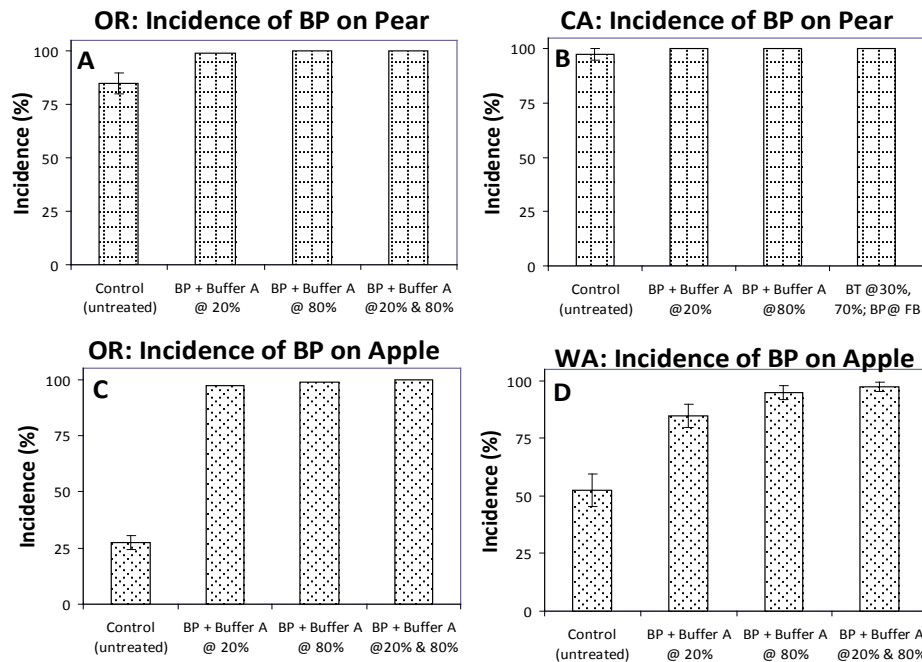 OR: Incidence of BP on Pear
A
Incidence (%)
100
75
50
25
0
Control
(untreated)
BP + Buffer A
@ 20%
BP + Buffer A
@ 80%
BP + Buffer A
@20% & 80%
CA: Incidence of BP on Pear
B
Incidence (%)
100
75
50
25
0
Control
(untreated)
BP + Buffer A
@20%
BP + Buffer A
@80%
BT @30%,
70%; BP@ FB
OR: Incidence of BP on Apple
C
Incidence (%)
100
75
50
25
0
Control
(untreated)
BP + Buffer A
@ 20%
BP + Buffer A
@ 80%
BP + Buffer A
@20% & 80%
WA: Incidence of BP on Apple
D
Incidence (%)
100
75
50
25
0
Control
(untreated)
BP + Buffer A
@ 20%
BP + Buffer A
@ 80%
BP + Buffer A
@20% & 80%